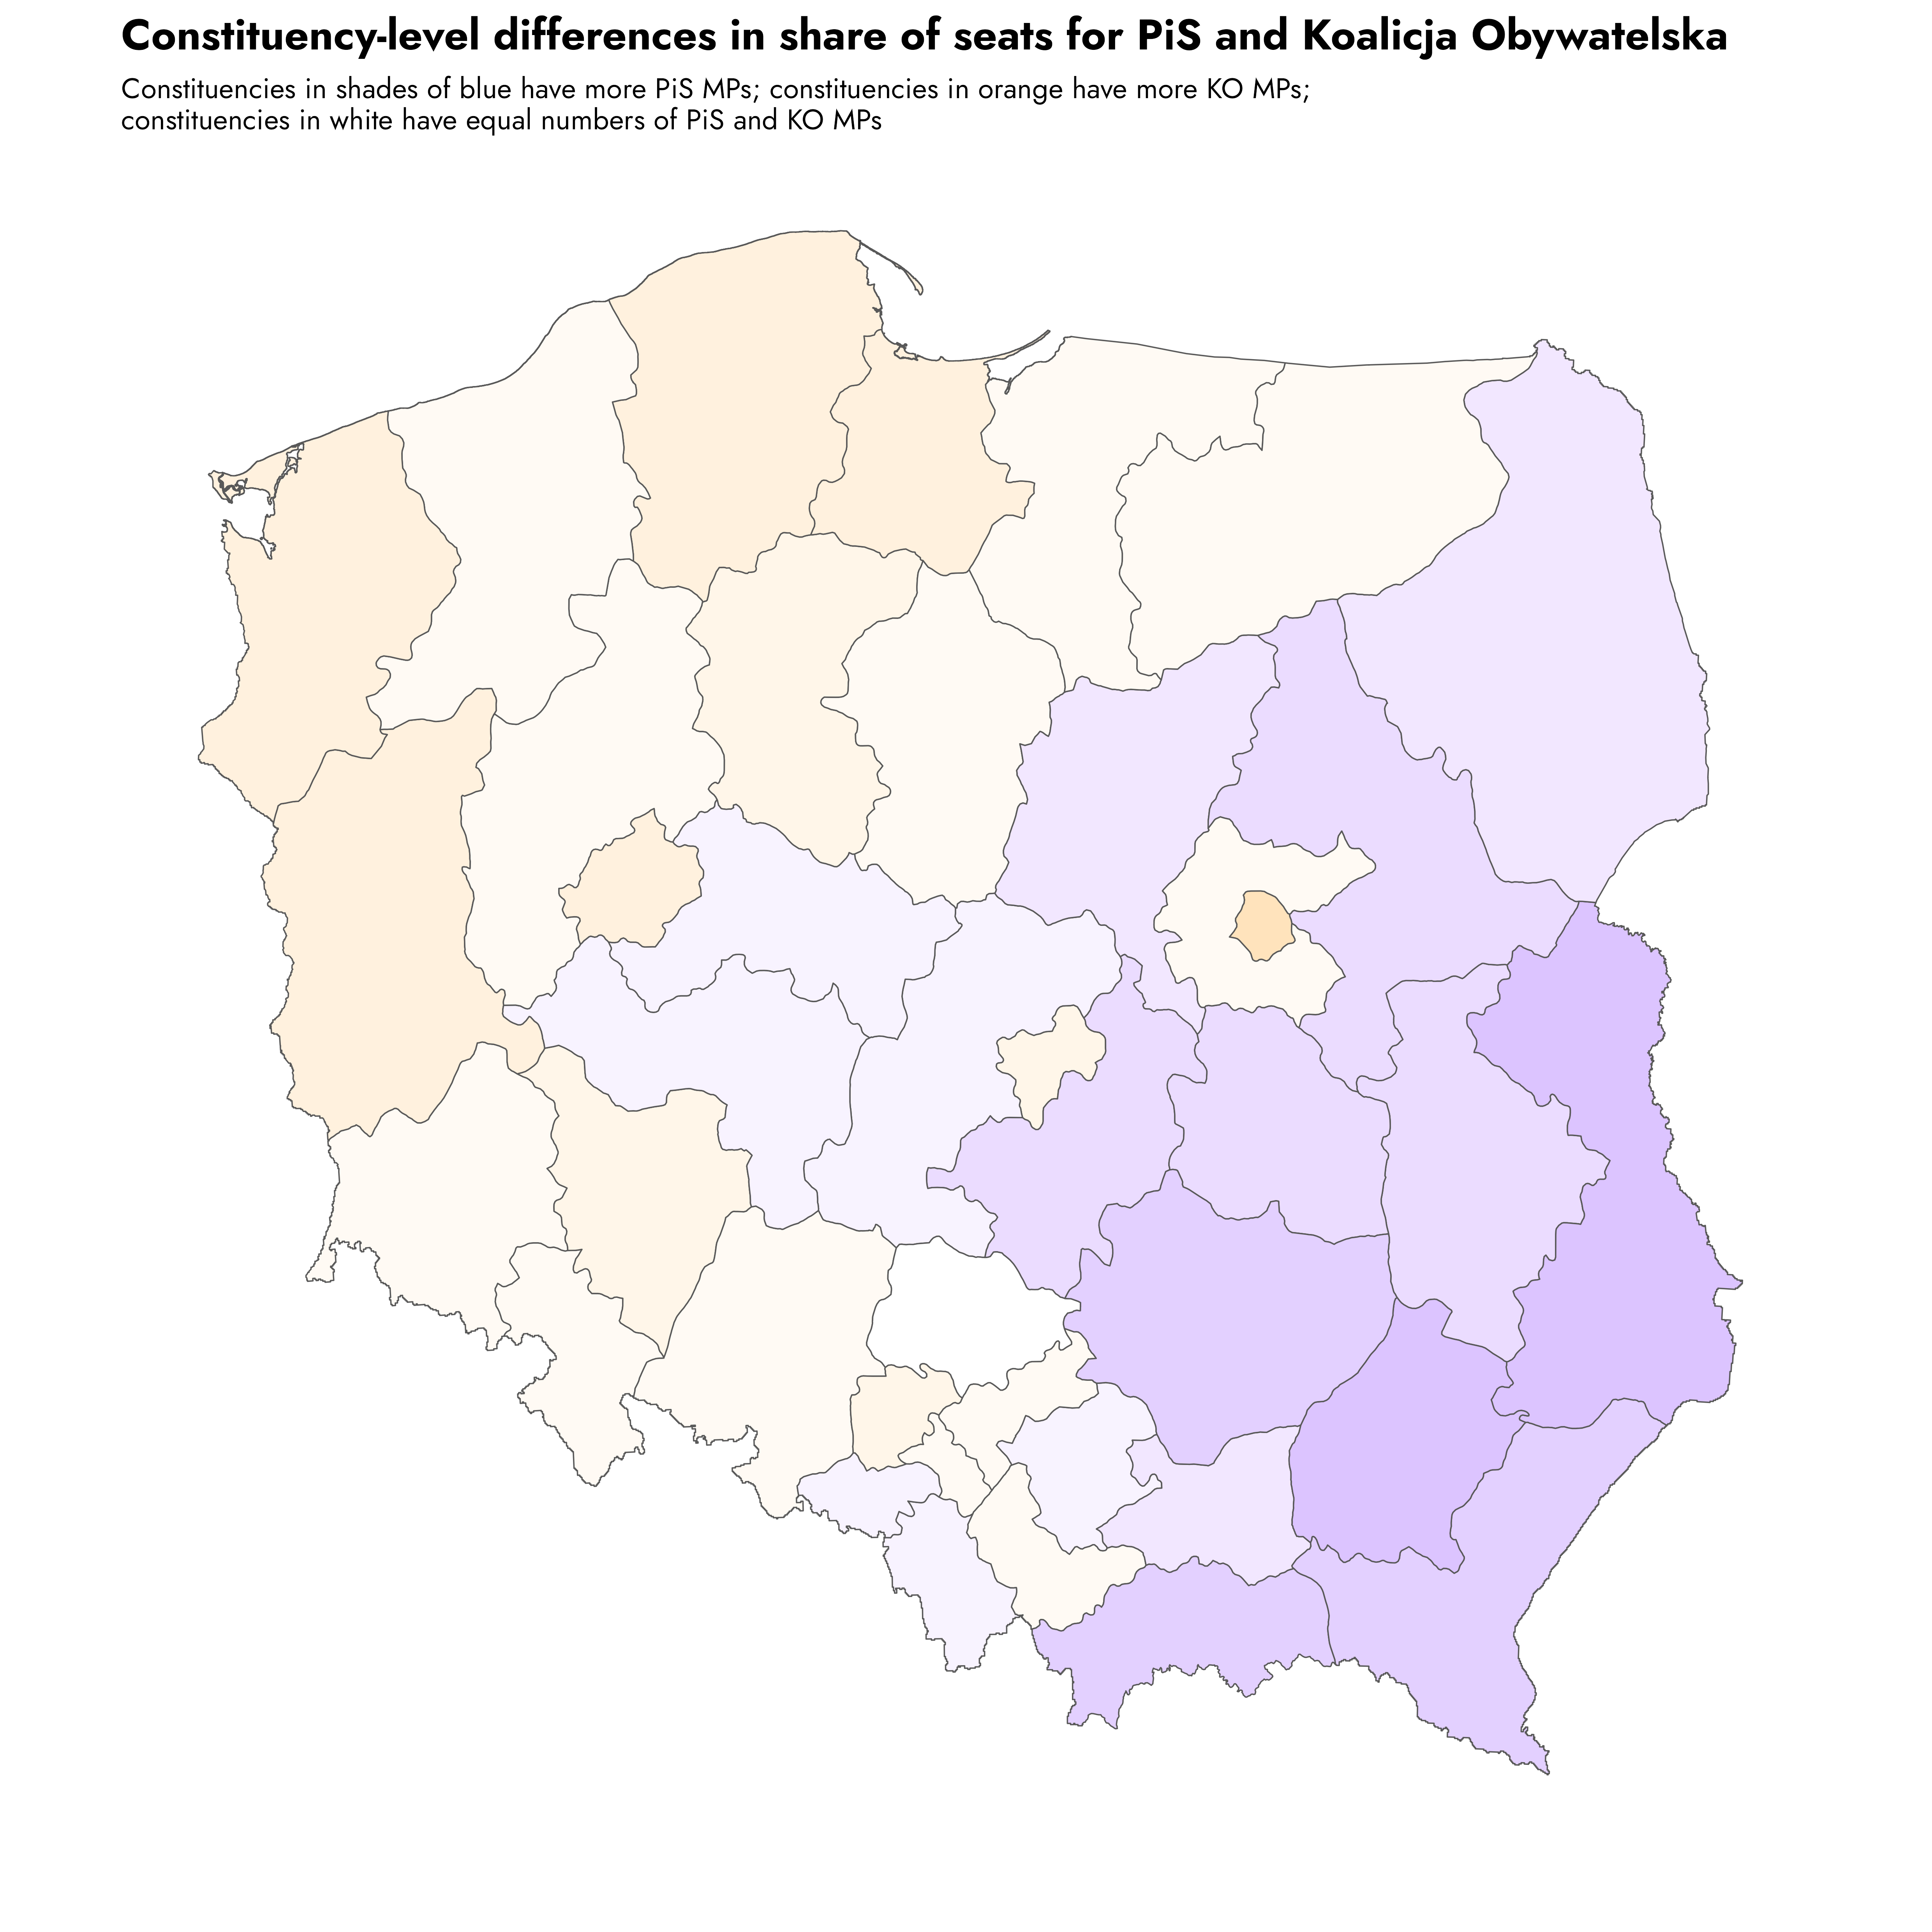 Constituency-level differences in share of seats for PiS and Koalicja Obywatelska
Constituencies in shades of blue have more PiS MPs; constituencies in orange have more KO MPs;
constituencies in white have equal numbers of PiS and KO MPs